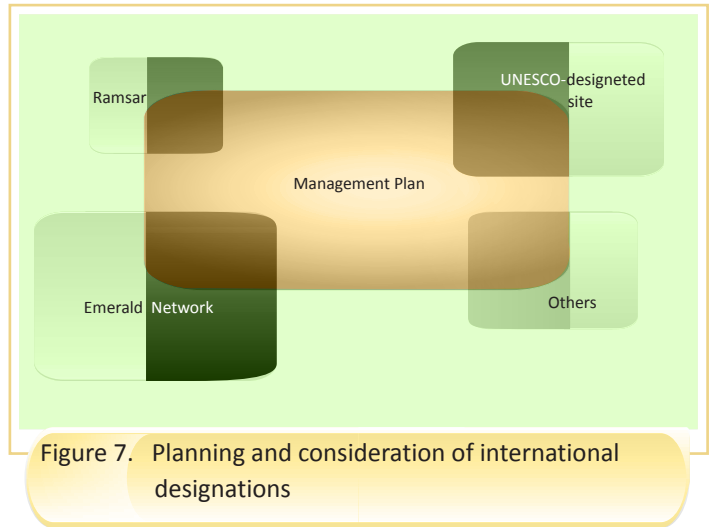 Ramsar
UNESCO-designeted
site
Management Plan
Emerald Network
Others
Figure 7. Planning and consideration of international
designations